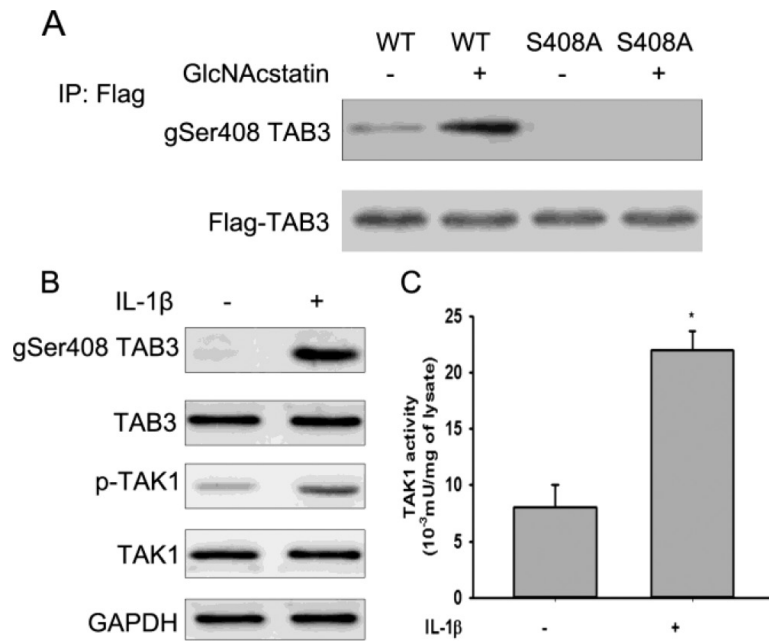 A
WT WT S408A S408A
GlcNAcstatin - + - +
IP: Flag
gSer408 TAB3
Flag-TAB3
B
IL-1β - +
gSer408 TAB3
TAB3
p-TAK1
TAK1
GAPDH
C
TAK1 activity
(10⁻³mU/mg of lysate)
25
20
15
10
5
0
*
IL-1β - +